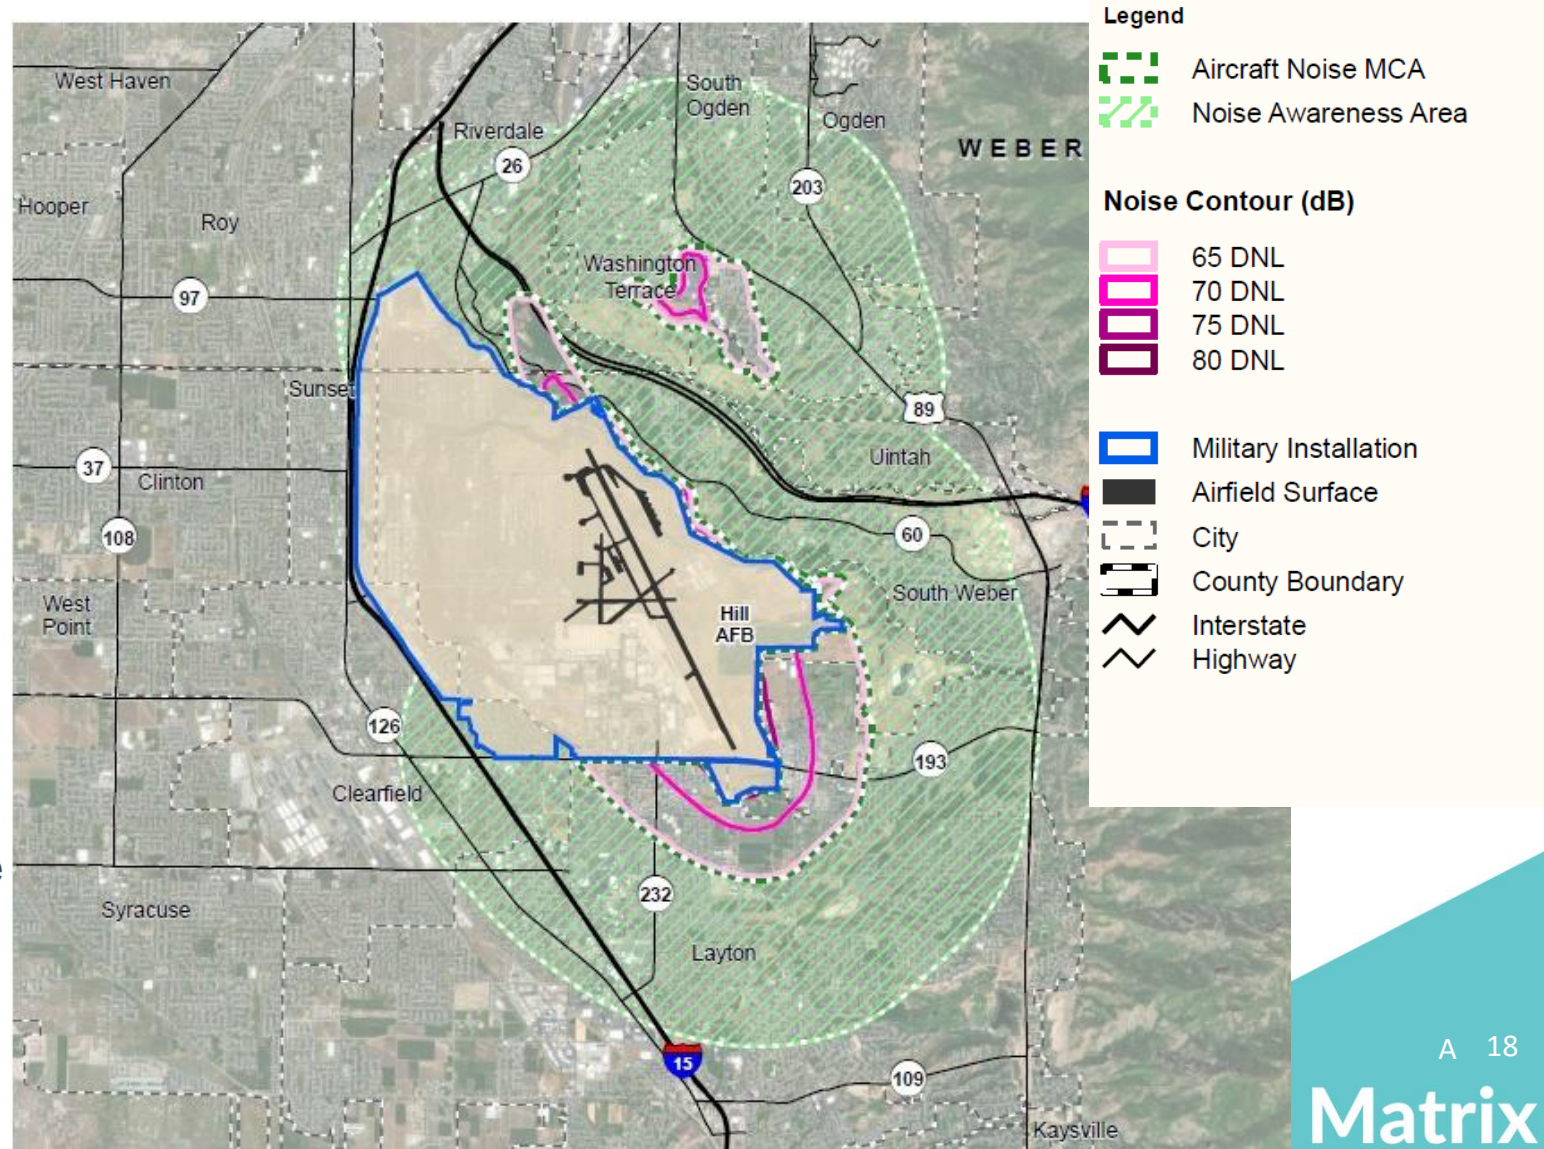 West Haven
South
Ogden
Ogden
Riverdale
26
WEBER
203
Hooper
Roy
Washington
Terrace
97
Sunset
89
Uintah
37
Clinton
108
60
West
Point
South Weber
Hill
AFB
126
193
Clearfield
e
232
Syracuse
Layton
15
109
Kaysville
Legend
Aircraft Noise MCA
Noise Awareness Area
Noise Contour (dB)
65 DNL
70 DNL
75 DNL
80 DNL
Military Installation
Airfield Surface
City
County Boundary
Interstate
Highway
A 18
Matrix